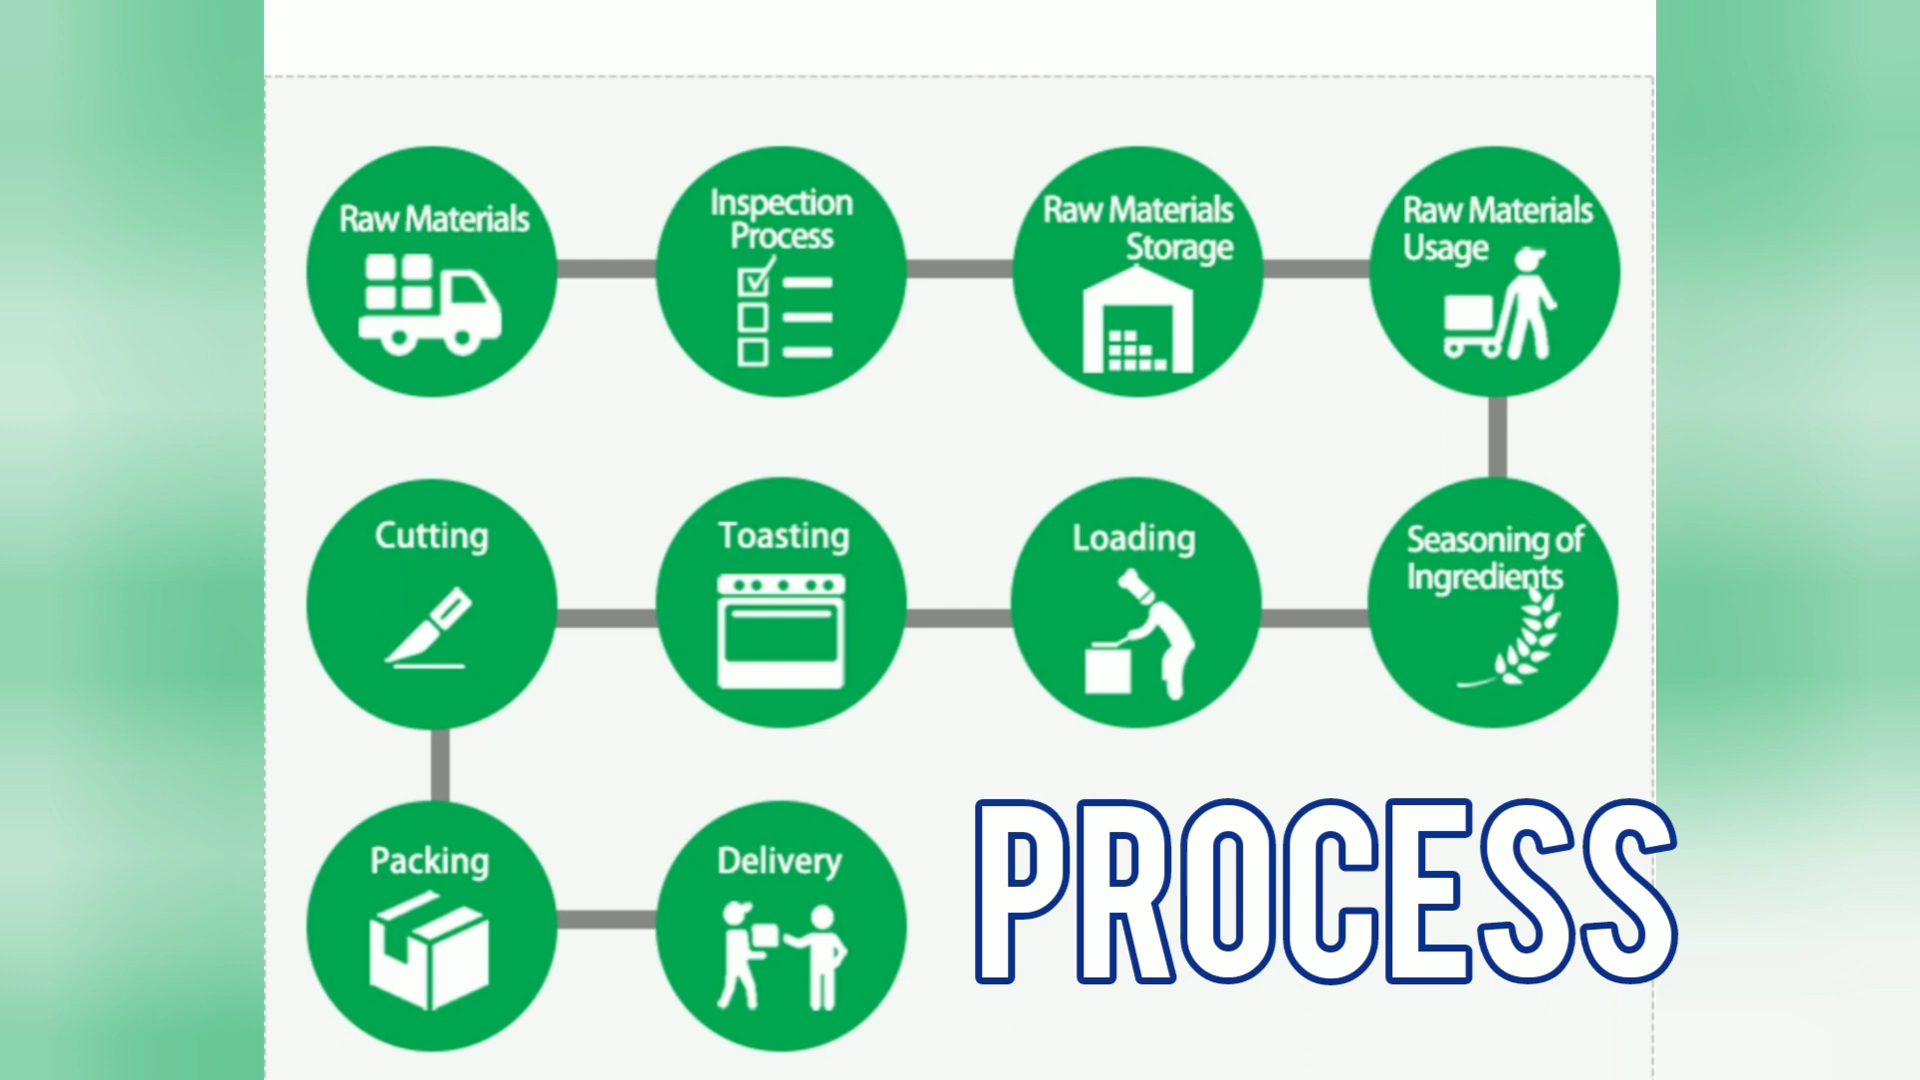 Raw Materials
Inspection
Process
Raw Materials
Storage
Raw Materials
Usage
Cutting
Toasting
Loading
Seasoning of
Ingredients
Packing
Delivery
PROCESS